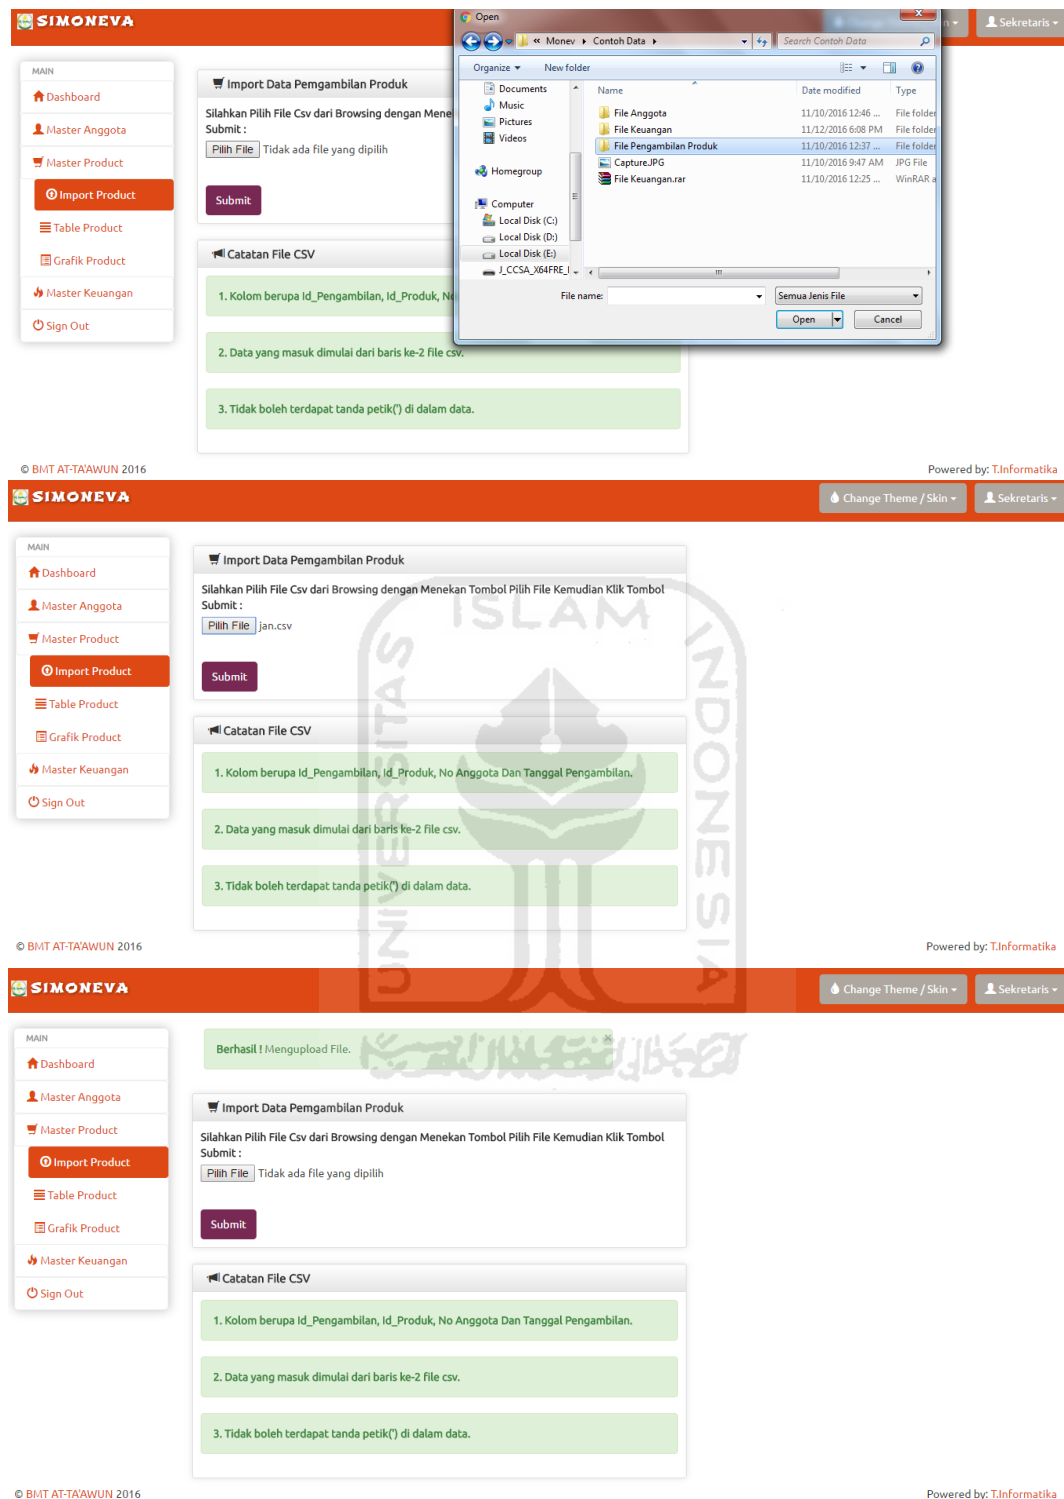 SIMONEVA
Sekretaris
MAIN
Dashboard
Master Anggota
Master Product
Import Product
Table Product
Grafik Product
Master Keuangan
Sign Out
Import Data Pemgambilan Produk
Silahkan Pilih File Csv dari Browsing dengan Mene
Submit :
Pilih File Tidak ada file yang dipilih
Submit
Catatan File CSV
1. Kolom berupa Id_Pengambilan, Id_Produk, N
2. Data yang masuk dimulai dari baris ke-2 file csv.
3. Tidak boleh terdapat tanda petik(') di dalam data.
Open
« Monev Contoh Data
Search Contoh Data
Organize New folder
Documents
Music
Pictures
Videos
Homegroup
Computer
Local Disk (C:)
Local Disk (D:)
Local Disk (E:)
J_CCSA_X64FRE_
Name Date modified Type
File Anggota 11/10/2016 12:46 ... File folder
File Keuangan 11/12/2016 6:08 PM File folder
File Pengambilan Produk 11/10/2016 12:37 ... File folder
Capture.JPG 11/10/2016 9:47 AM JPG File
File Keuangan.rar 11/10/2016 12:25 ... WinRAR a
File name: Semua Jenis File
Open Cancel
© BMT AT-TA'AWUN 2016 Powered by: T.Informatika
SIMONEVA
Change Theme / Skin Sekretaris
MAIN
Dashboard
Master Anggota
Master Product
Import Product
Table Product
Grafik Product
Master Keuangan
Sign Out
Import Data Pemgambilan Produk
Silahkan Pilih File Csv dari Browsing dengan Menekan Tombol Pilih File Kemudian Klik Tombol
Submit :
Pilih File jan.csv
Submit
Catatan File CSV
1. Kolom berupa Id_Pengambilan, Id_Produk, No Anggota Dan Tanggal Pengambilan.
2. Data yang masuk dimulai dari baris ke-2 file csv.
3. Tidak boleh terdapat tanda petik(') di dalam data.
ISLAM
UNIVERSITAS
INDONESIA
© BMT AT-TA'AWUN 2016 Powered by: T.Informatika
SIMONEVA
Change Theme / Skin Sekretaris
MAIN
Dashboard
Master Anggota
Master Product
Import Product
Table Product
Grafik Product
Master Keuangan
Sign Out
Berhasil ! Mengupload File. ×
Import Data Pemgambilan Produk
Silahkan Pilih File Csv dari Browsing dengan Menekan Tombol Pilih File Kemudian Klik Tombol
Submit :
Pilih File Tidak ada file yang dipilih
Submit
Catatan File CSV
1. Kolom berupa Id_Pengambilan, Id_Produk, No Anggota Dan Tanggal Pengambilan.
2. Data yang masuk dimulai dari baris ke-2 file csv.
3. Tidak boleh terdapat tanda petik(') di dalam data.
© BMT AT-TA'AWUN 2016 Powered by: T.Informatika